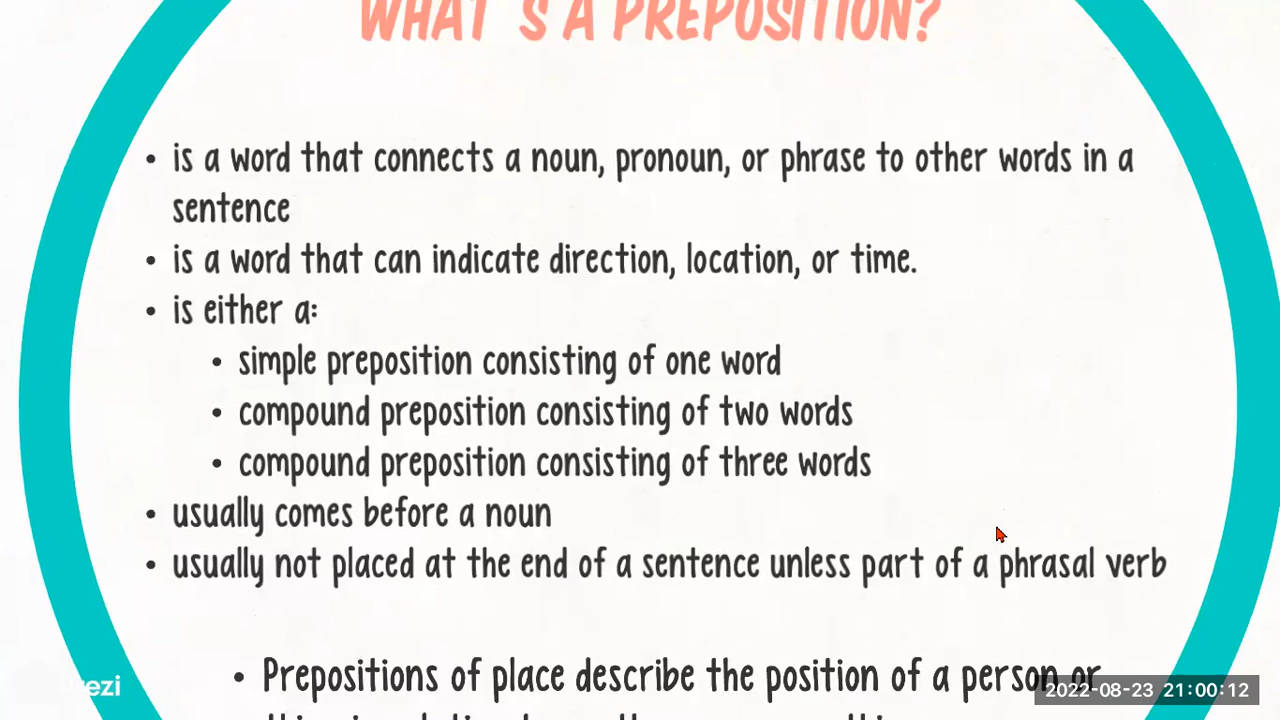 WHAT'S A PREPOSITION?
• is a word that connects a noun, pronoun, or phrase to other words in a
sentence
• is a word that can indicate direction, location, or time.
• is either a:
• simple preposition consisting of one word
• compound preposition consisting of two words
• compound preposition consisting of three words
• usually comes before a noun
• usually not placed at the end of a sentence unless part of a phrasal verb
• Prepositions of place describe the position of a person or
Prezi
2022-08-23 21:00:12